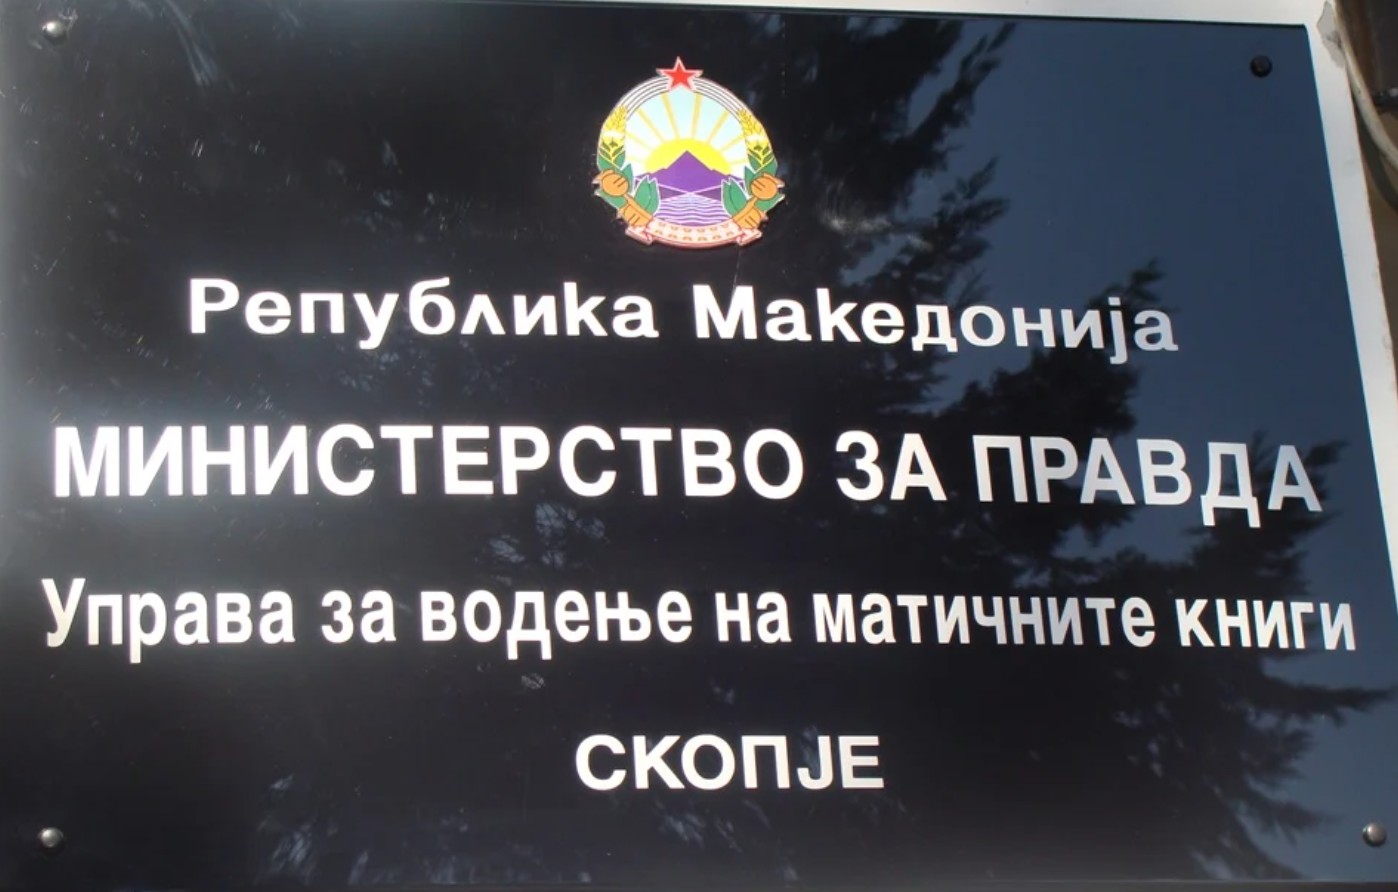 Република Македонија
МИНИСТЕРСТВО ЗА ПРАВДА
Управа за водење на матичните книги
СКОПЈЕ